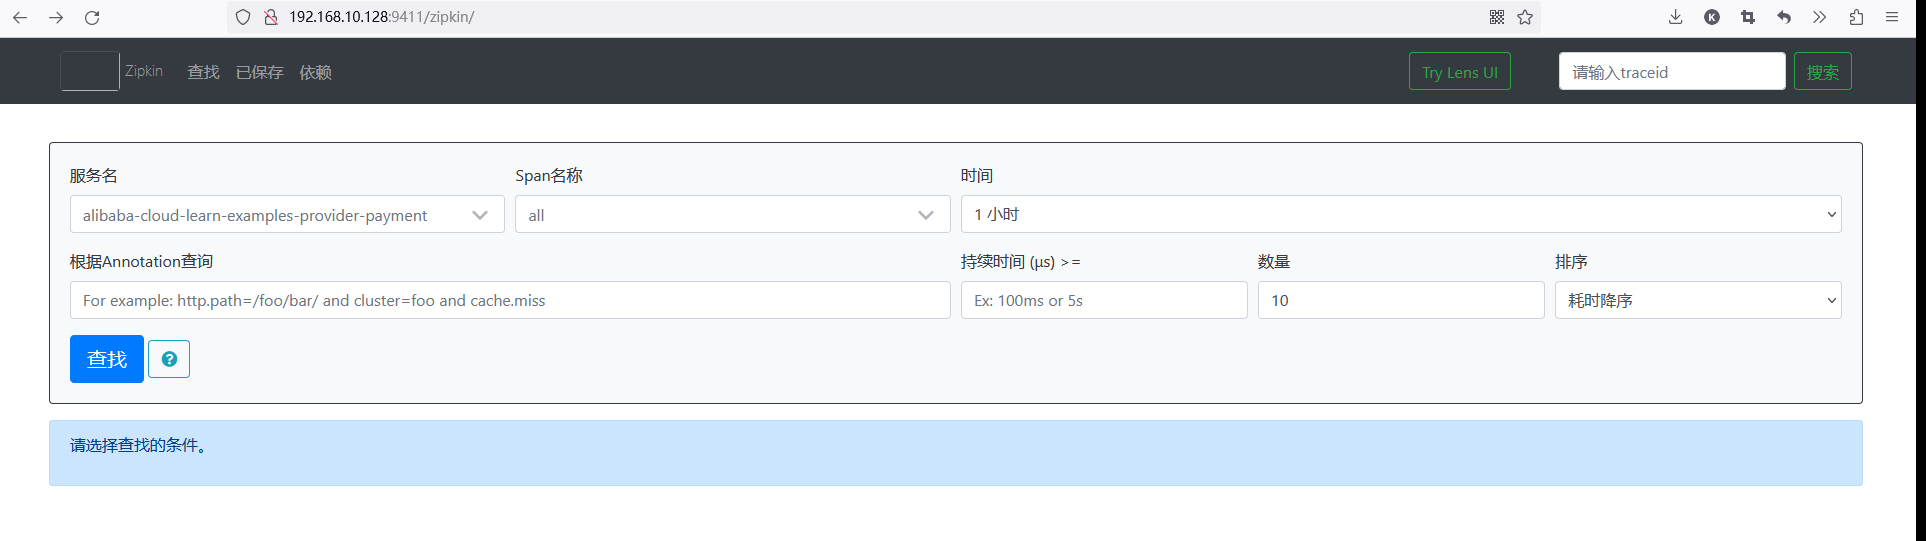 192.168.10.128:9411/zipkin/
Zipkin 查找 已保存 依赖 Try Lens UI 请输入traceid 搜索
服务名 Span名称 时间
alibaba-cloud-learn-examples-provider-payment all 1 小时
根据Annotation查询 持续时间 (μs) >= 数量 排序
For example: http.path=/foo/bar/ and cluster=foo and cache.miss Ex: 100ms or 5s 10 耗时降序
查找 ?
请选择查找的条件。